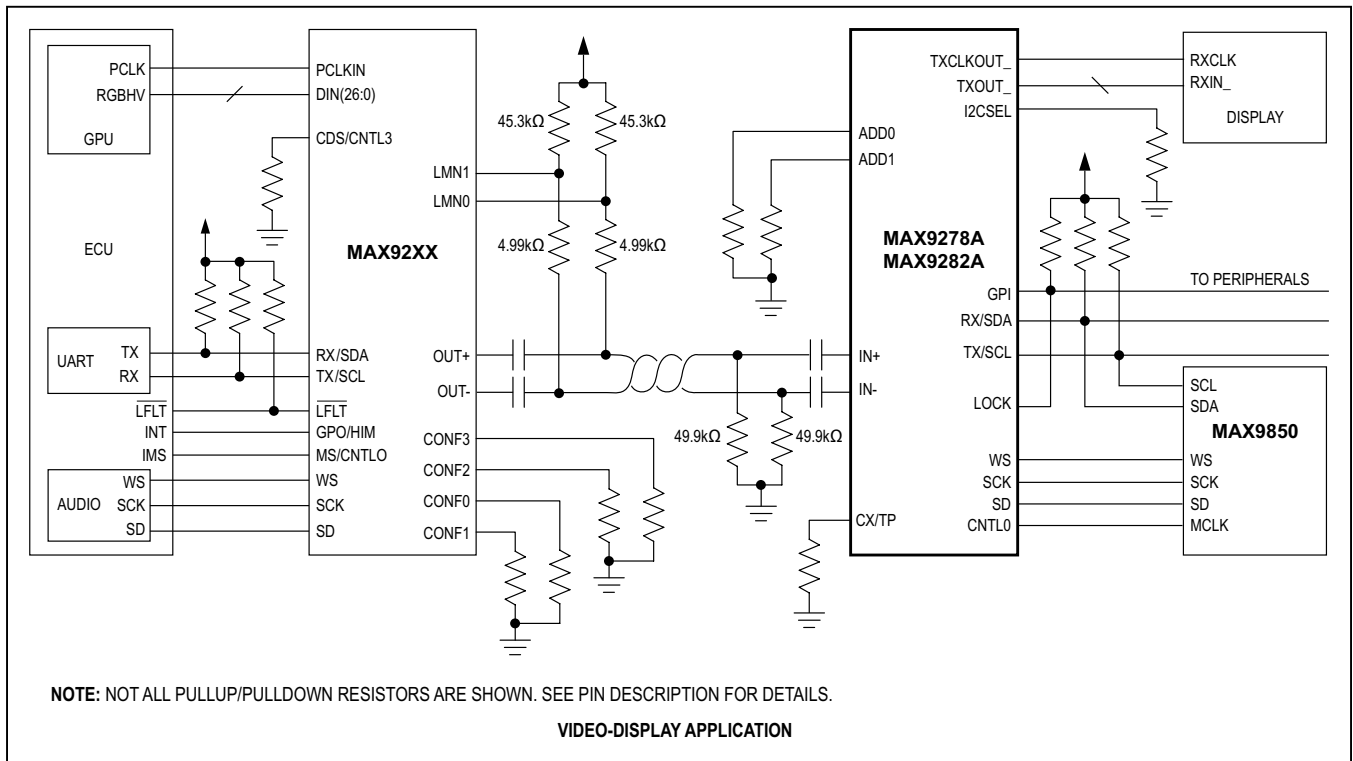 PCLK
RGBHV
GPU
ECU
UART
TX
RX
LFLT
INT
IMS
AUDIO
WS
SCK
SD
PCLKIN
DIN(26:0)
CDS/CNTL3
LMN1
LMN0
MAX92XX
RX/SDA
TX/SCL
LFLT
GPO/HIM
MS/CNTLO
WS
SCK
SD
OUT+
OUT-
CONF3
CONF2
CONF0
CONF1
45.3kΩ
45.3kΩ
4.99kΩ
4.99kΩ
49.9kΩ
49.9kΩ
ADD0
ADD1
IN+
IN-
CX/TP
MAX9278A
MAX9282A
TXCLKOUT_
TXOUT_
I2CSEL
GPI
RX/SDA
TX/SCL
LOCK
WS
SCK
SD
CNTL0
RXCLK
RXIN_
DISPLAY
TO PERIPHERALS
SCL
SDA
MAX9850
WS
SCK
SD
MCLK
NOTE: NOT ALL PULLUP/PULLDOWN RESISTORS ARE SHOWN. SEE PIN DESCRIPTION FOR DETAILS.
VIDEO-DISPLAY APPLICATION